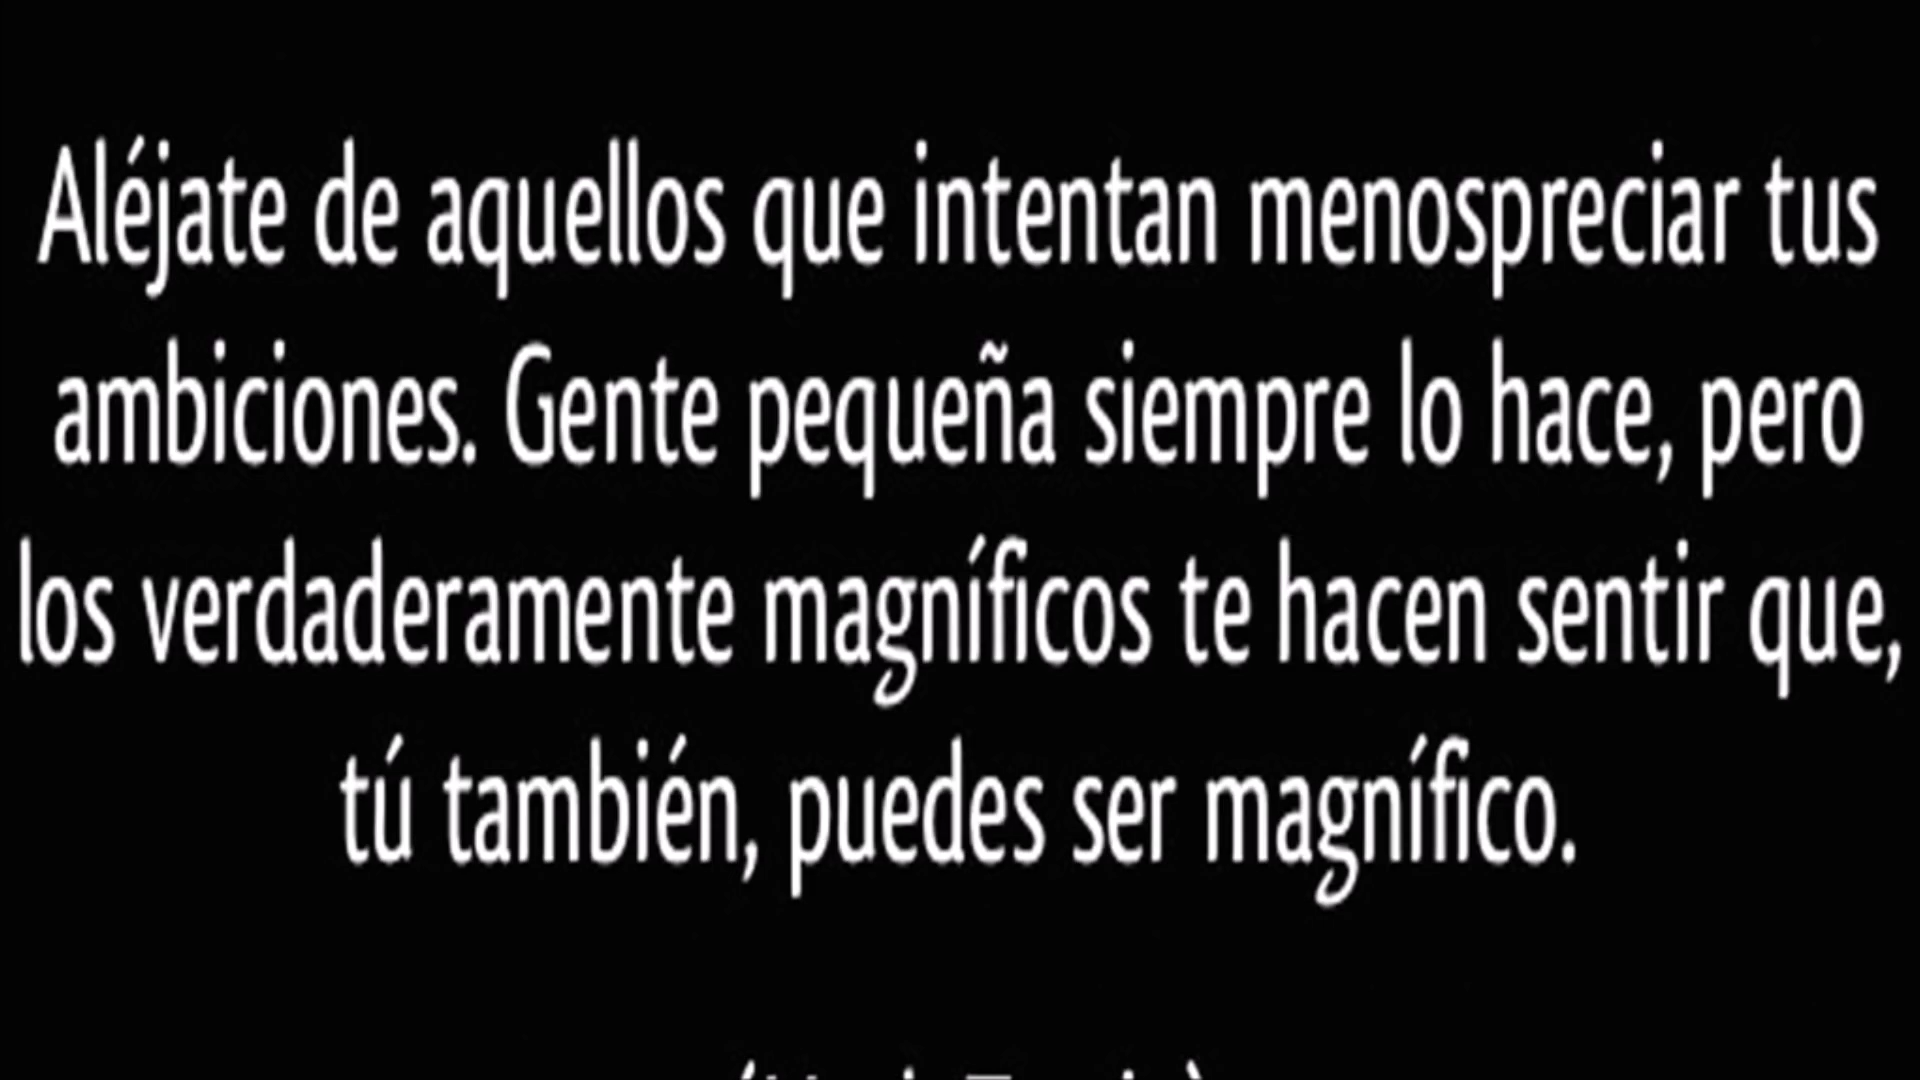 Aléjate de aquellos que intentan menospreciar tus
ambiciones. Gente pequeña siempre lo hace, pero
los verdaderamente magníficos te hacen sentir que,
tú también, puedes ser magnífico.